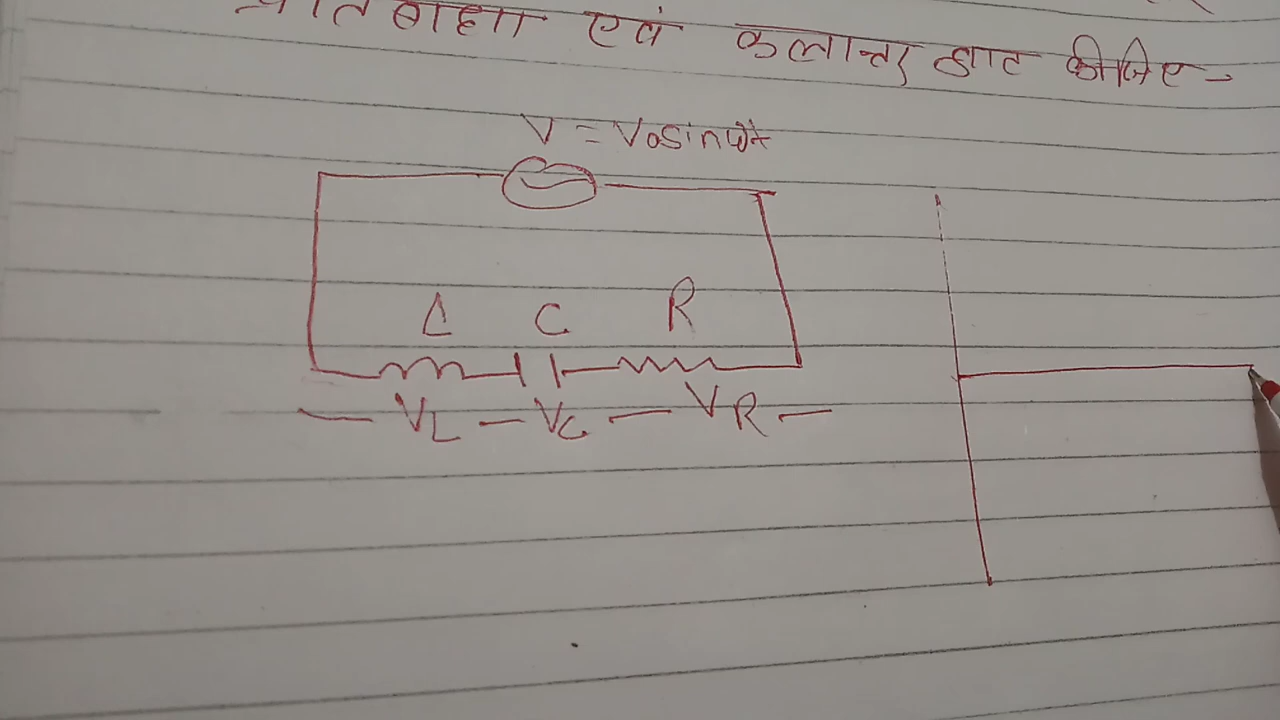 एवं कलान्तर ज्ञात कीजिए-
V = V0sinωt
L C R
VL - VC - VR -